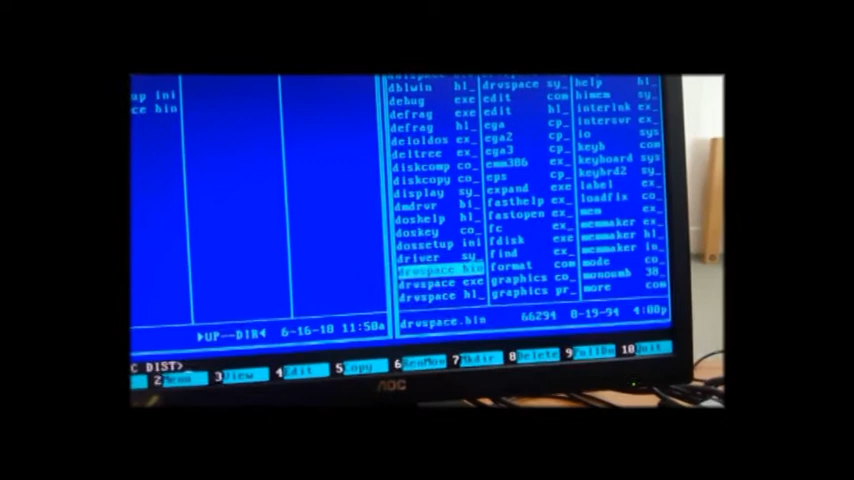 up ini
ce bin
▶UP--DIR◀ 6-16-10 11:50a
dblwin hl_ drvspace sy_ help hl_
debug exe edit com himem sy_
defrag ex_ edit hl_ interlnk ex_
defrag hl_ ega cp_ intersvr ex_
deloldos ex_ ega2 cp_ io sys
deltree ex_ ega3 cp_ keyb com
diskcomp co_ emm386 ex_ keyboard sys
diskcopy co_ eps cp_ keybrd2 sy_
display sy_ expand exe label ex_
dmdrvr bi_ fasthelp ex_ loadfix co_
doshelp hl_ fastopen ex_ mem ex_
doskey co_ fc ex_ memmaker ex_
dossetup ini fdisk exe memmaker hl_
driver sy_ find ex_ memmaker in_
drvspace bin format com mode co_
drvspace exe graphics co_ monoumb 38_
drvspace hl_ graphics pr_ more com
drvspace.bin 66294 8-19-94 4:00p
C DIST>
2Menu 3View 4Edit 5Copy 6RenMov 7Mkdir 8Delete 9PullDn 10Quit
AOC